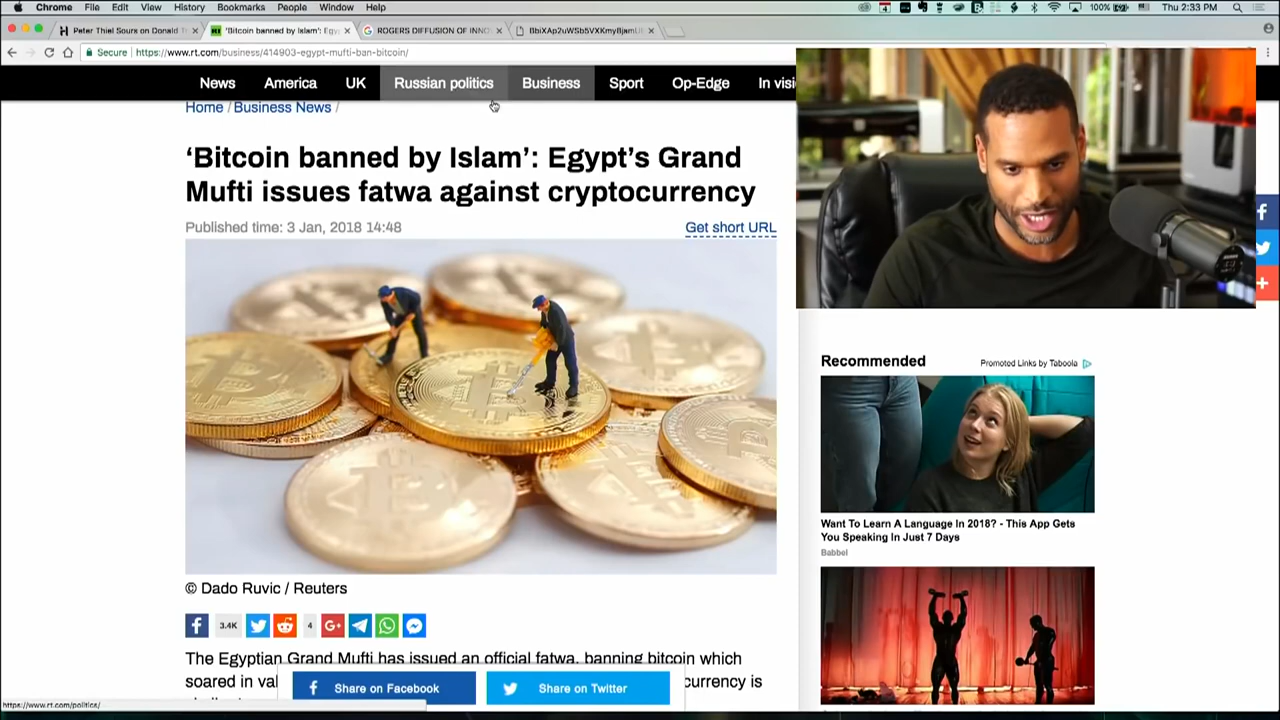 Chrome File Edit View History Bookmarks People Window Help
100% Thu 2:33 PM
Peter Thiel Sours on Donald
'Bitcoin banned by Islam': Egy
ROGERS DIFFUSION OF INNO
Secure https://www.rt.com/business/414903-egypt-mufti-ban-bitcoin/
News America UK Russian politics Business Sport Op-Edge In visi
Home / Business News /
'Bitcoin banned by Islam': Egypt's Grand
Mufti issues fatwa against cryptocurrency
Published time: 3 Jan, 2018 14:48
Get short URL
© Dado Ruvic / Reuters
3.4K
4
The Egyptian Grand Mufti has issued an official fatwa, banning bitcoin which
soared in val
currency is
Share on Facebook
Share on Twitter
Recommended
Promoted Links by Taboola
Want To Learn A Language In 2018? - This App Gets
You Speaking In Just 7 Days
Babbel
https://www.rt.com/politics/